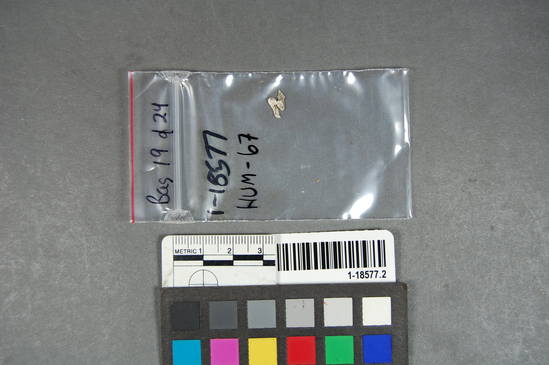 Bag 19 of 24
1-18577
HUM-67
METRIC 1 2 3
1-18577.2